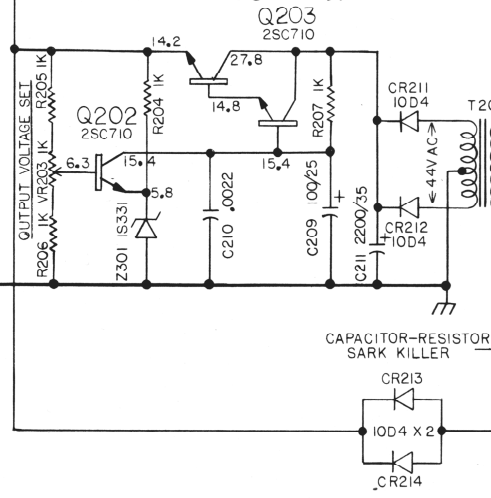 Q203
2SC710
14.2
27.8
14.8
15.4
R205 1K
R204 1K
R207 1K
OUTPUT VOLTAGE SET
VR203 1K
R206 1K
Q202
2SC710
6.3
15.4
5.8
Z301 1S331
C210 .0022
C209 100/25
+
C211 2200/35
+
CR211
10D4
44V AC
CR212
10D4
T20
CAPACITOR-RESISTOR
SARK KILLER
CR213
10D4 X 2
CR214